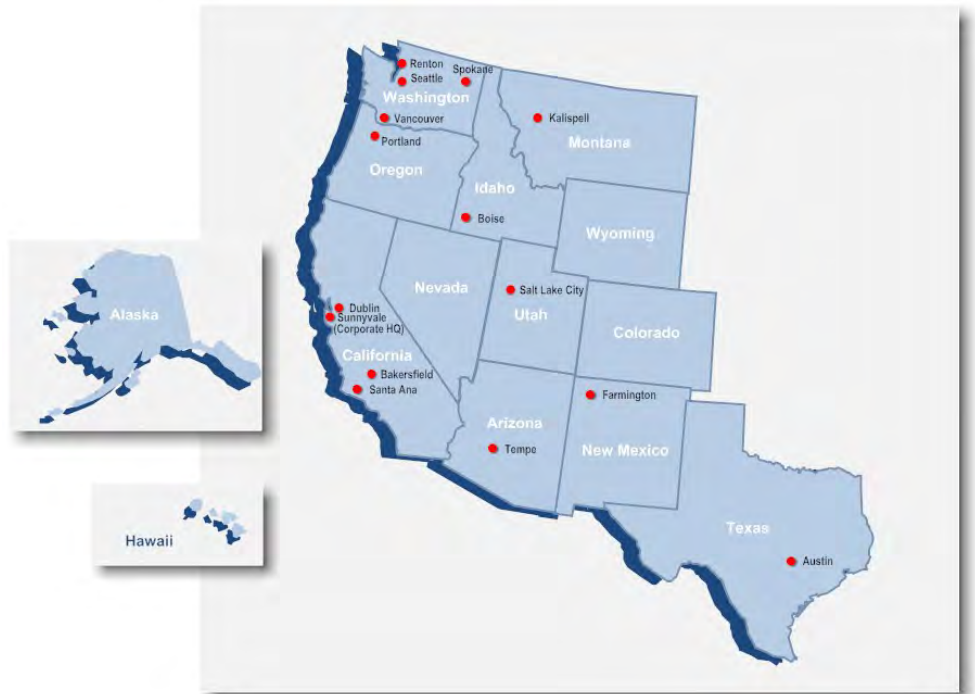 Renton
Spokane
Seattle
Washington
Vancouver
Kalispell
Portland
Montana
Oregon
Idaho
Boise
Wyoming
Nevada
Salt Lake City
Alaska
Dublin
Utah
Sunnyvale
(Corporate HQ)
Colorado
California
Bakersfield
Santa Ana
Farmington
Arizona
Tempe
New Mexico
Texas
Hawaii
Austin